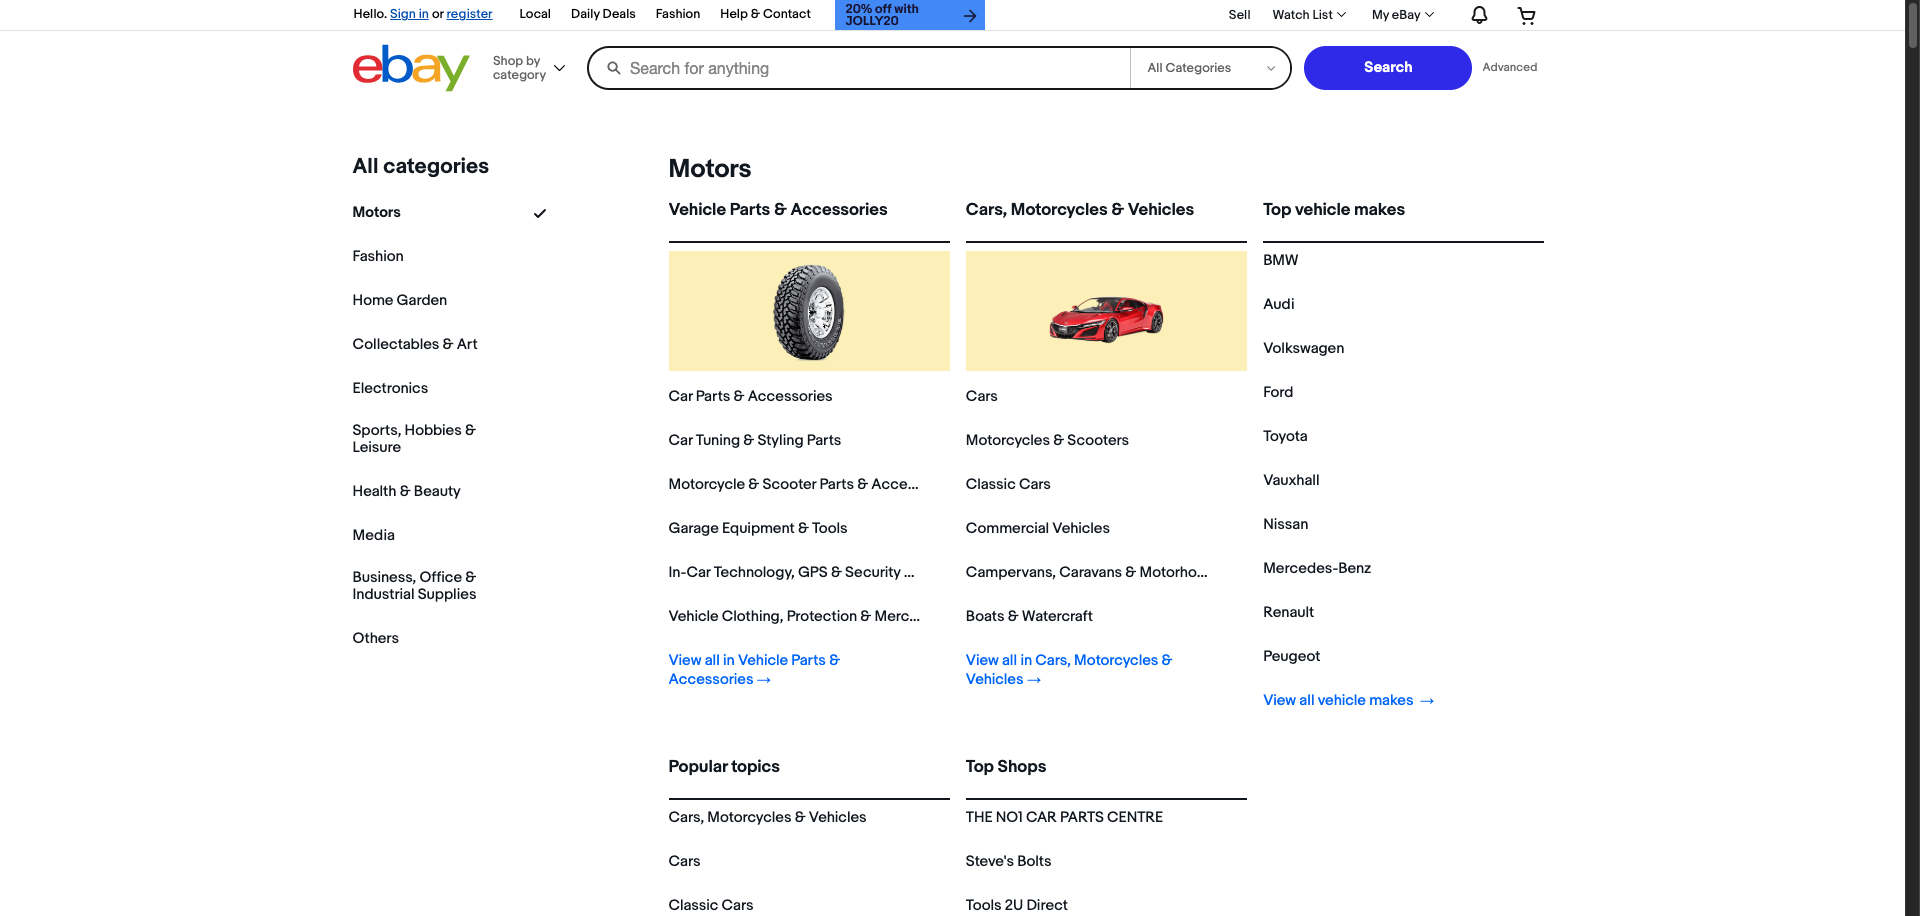 Hello. Sign in or register
Local
Daily Deals
Fashion
Help & Contact
20% off with
JOLLY20
Sell
Watch List
My eBay
ebay
Shop by
category
Search for anything
All Categories
Search
Advanced
All categories
Motors
Fashion
Home Garden
Collectables & Art
Electronics
Sports, Hobbies &
Leisure
Health & Beauty
Media
Business, Office &
Industrial Supplies
Others
Motors
Vehicle Parts & Accessories
Car Parts & Accessories
Car Tuning & Styling Parts
Motorcycle & Scooter Parts & Acce...
Garage Equipment & Tools
In-Car Technology, GPS & Security ...
Vehicle Clothing, Protection & Merc...
View all in Vehicle Parts &
Accessories →
Cars, Motorcycles & Vehicles
Cars
Motorcycles & Scooters
Classic Cars
Commercial Vehicles
Campervans, Caravans & Motorho...
Boats & Watercraft
View all in Cars, Motorcycles &
Vehicles →
Top vehicle makes
BMW
Audi
Volkswagen
Ford
Toyota
Vauxhall
Nissan
Mercedes-Benz
Renault
Peugeot
View all vehicle makes →
Popular topics
Cars, Motorcycles & Vehicles
Cars
Classic Cars
Top Shops
THE NO1 CAR PARTS CENTRE
Steve's Bolts
Tools 2U Direct